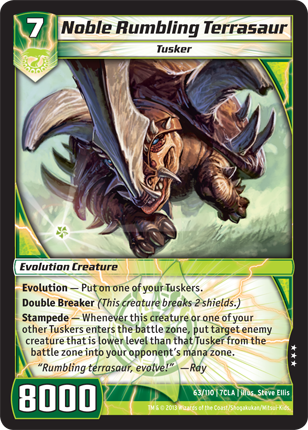 7
Noble Rumbling Terrasaur
Tusker
Evolution Creature
Evolution — Put on one of your Tuskers.
Double Breaker (This creature breaks 2 shields.)
Stampede — Whenever this creature or one of your
other Tuskers enters the battle zone, put target enemy
creature that is lower level than that Tusker from the
battle zone into your opponent's mana zone.
"Rumbling terrasaur, evolve!" —Ray
8000
63/110 | 7CLA | illus. Steve Ellis
TM & © 2013 Wizards of the Coast/Shogakukan/Mitsui-Kids.